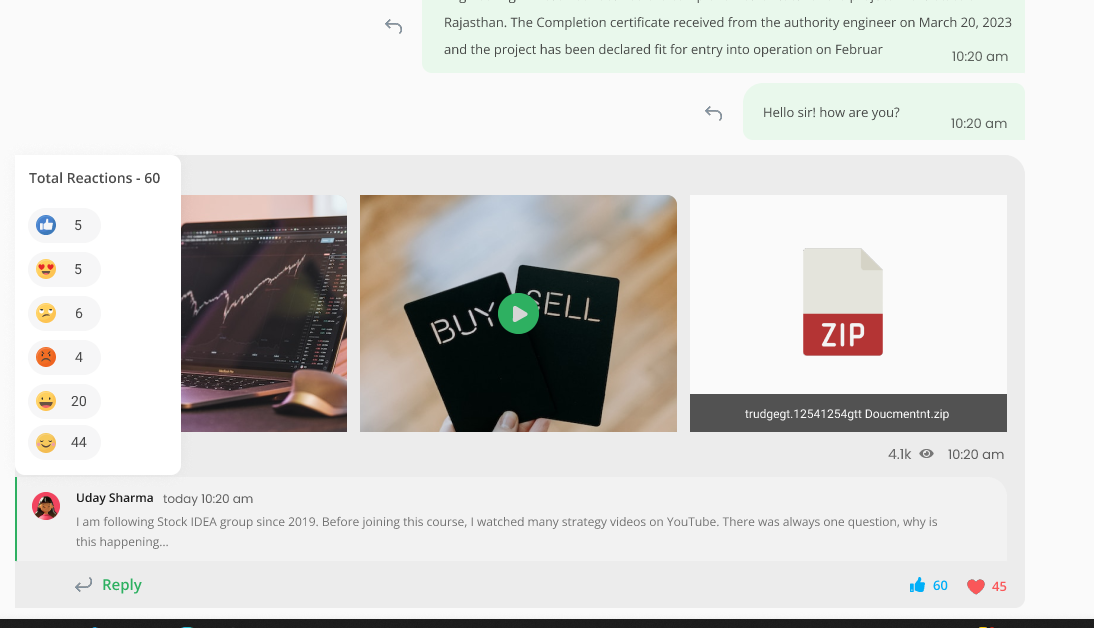 Rajasthan. The Completion certificate received from the authority engineer on March 20, 2023
and the project has been declared fit for entry into operation on Februar
10:20 am
Hello sir! how are you?
10:20 am
Total Reactions - 60
5
5
6
4
20
44
BUY
SELL
ZIP
trudgegt.12541254gtt Doucmentnt.zip
4.1k 10:20 am
Uday Sharma today 10:20 am
I am following Stock IDEA group since 2019. Before joining this course, I watched many strategy videos on YouTube. There was always one question, why is
this happening...
Reply
60 45